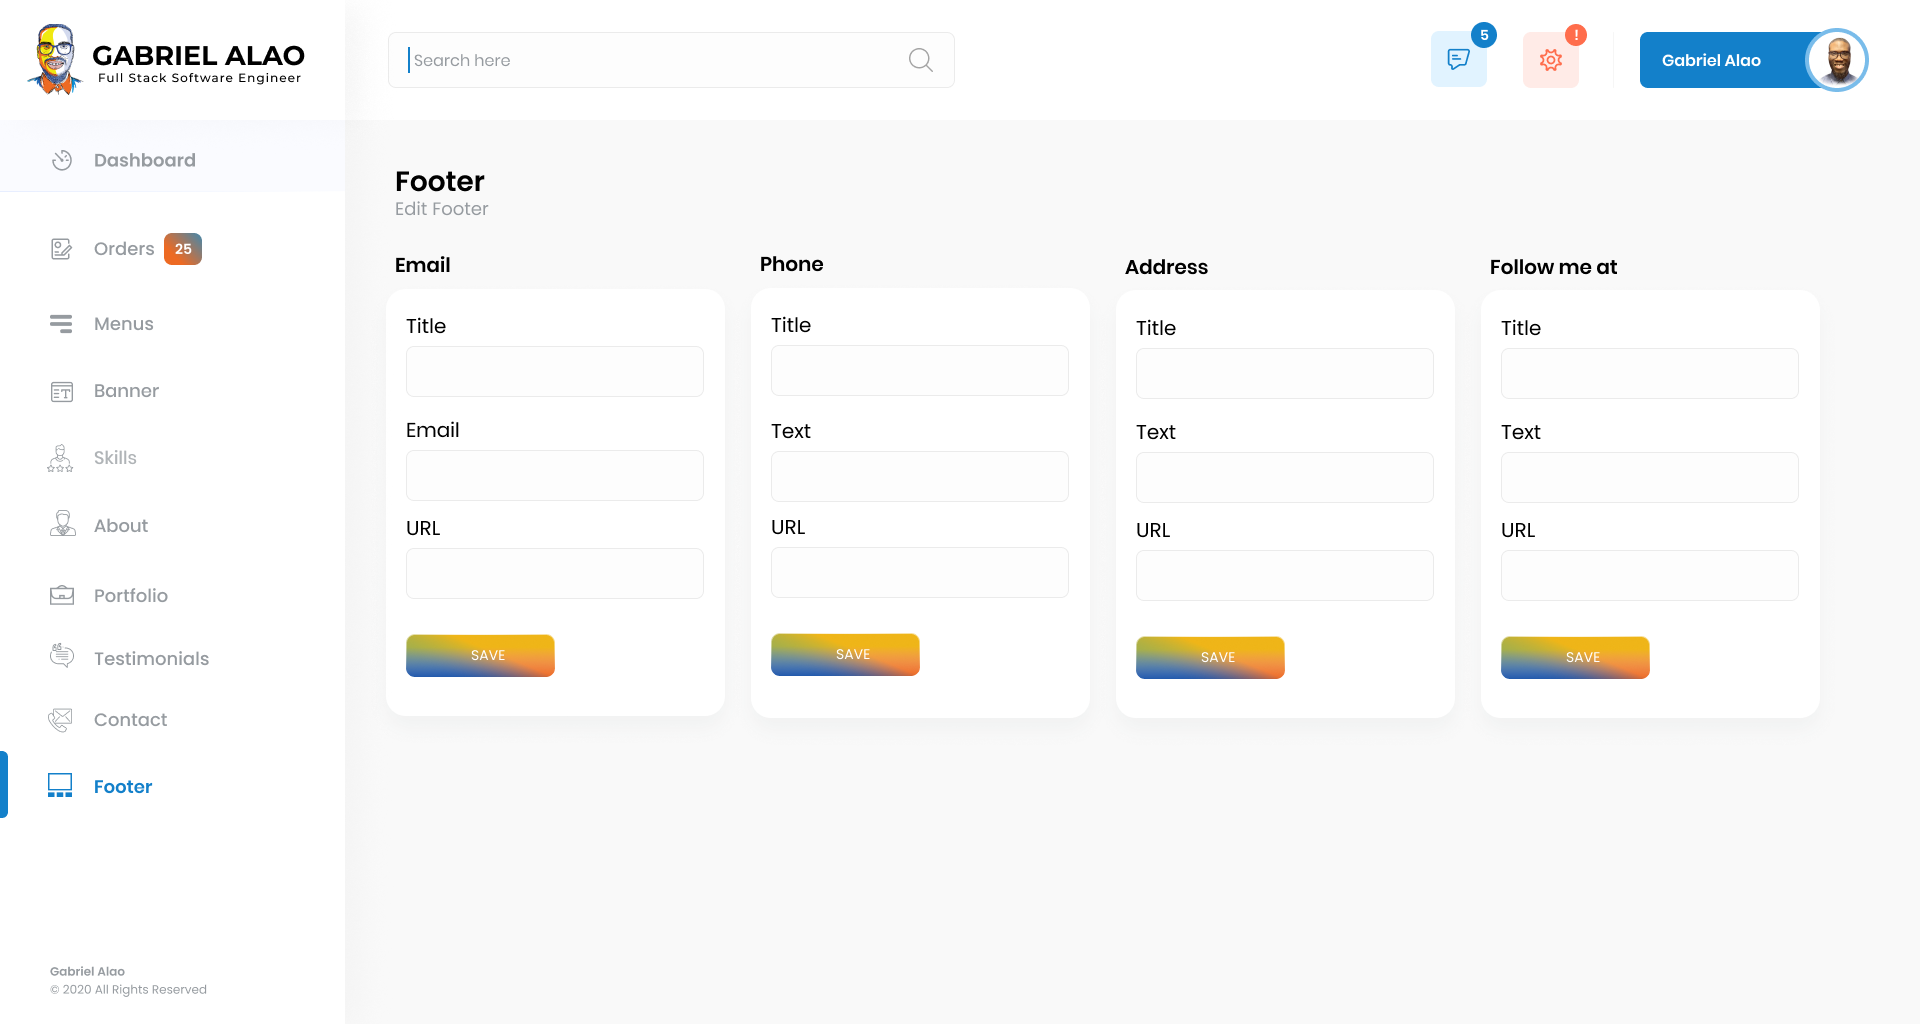 GABRIEL ALAO
Full Stack Software Engineer
Search here
5
!
Gabriel Alao
Dashboard
Orders 25
Menus
Banner
Skills
About
Portfolio
Testimonials
Contact
Footer
Gabriel Alao
© 2020 All Rights Reserved
Footer
Edit Footer
Email
Title
Email
URL
SAVE
Phone
Title
Text
URL
SAVE
Address
Title
Text
URL
SAVE
Follow me at
Title
Text
URL
SAVE